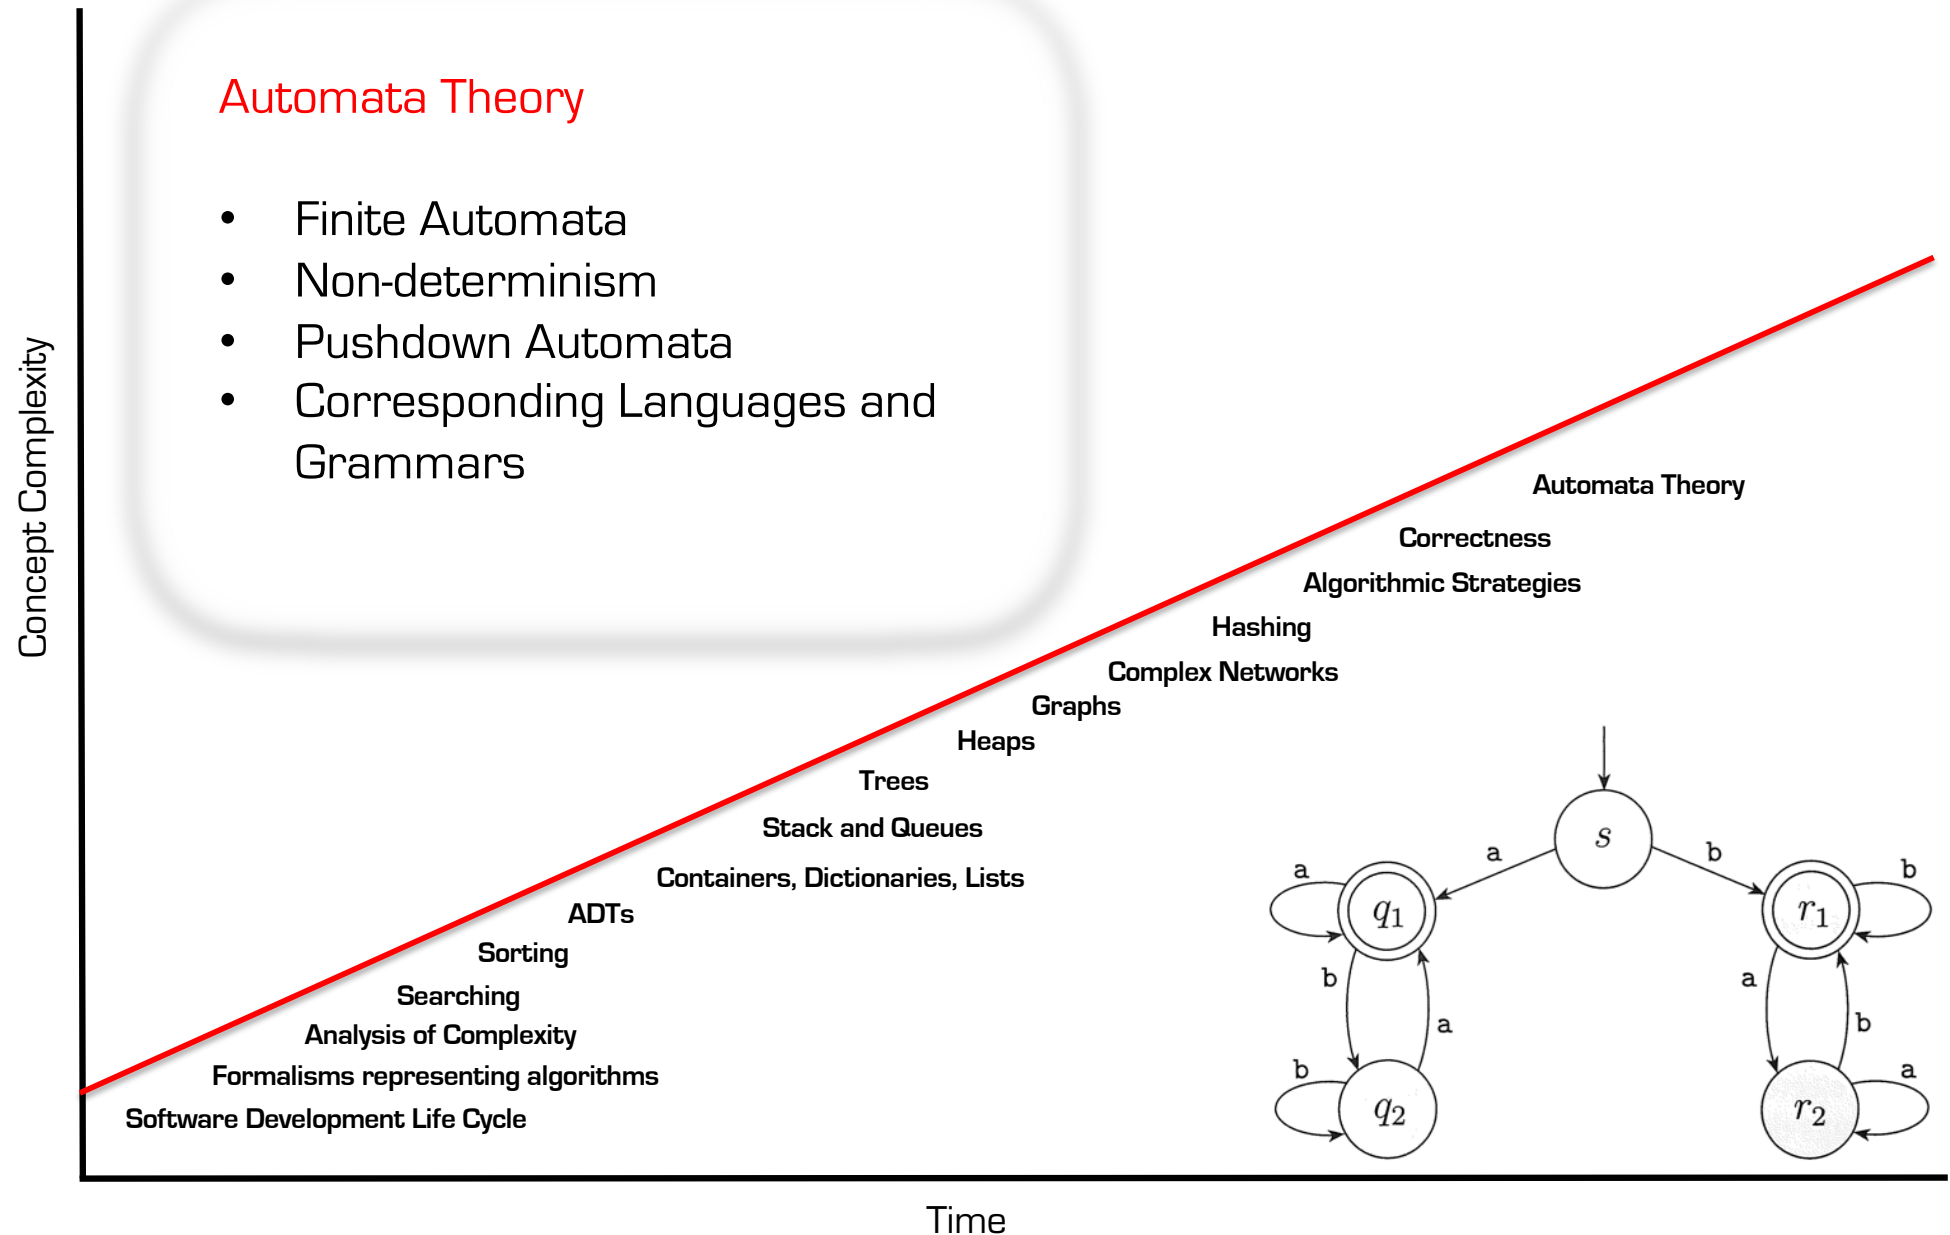 Automata Theory
• Finite Automata
• Non-determinism
• Pushdown Automata
• Corresponding Languages and
Grammars
Concept Complexity
Automata Theory
Correctness
Algorithmic Strategies
Hashing
Complex Networks
Graphs
Heaps
Trees
Stack and Queues
Containers, Dictionaries, Lists
ADTs
Sorting
Searching
Analysis of Complexity
Formalisms representing algorithms
Software Development Life Cycle
s
a
b
a
q1
r1
b
b
a
a
b
b
q2
r2
a
Time